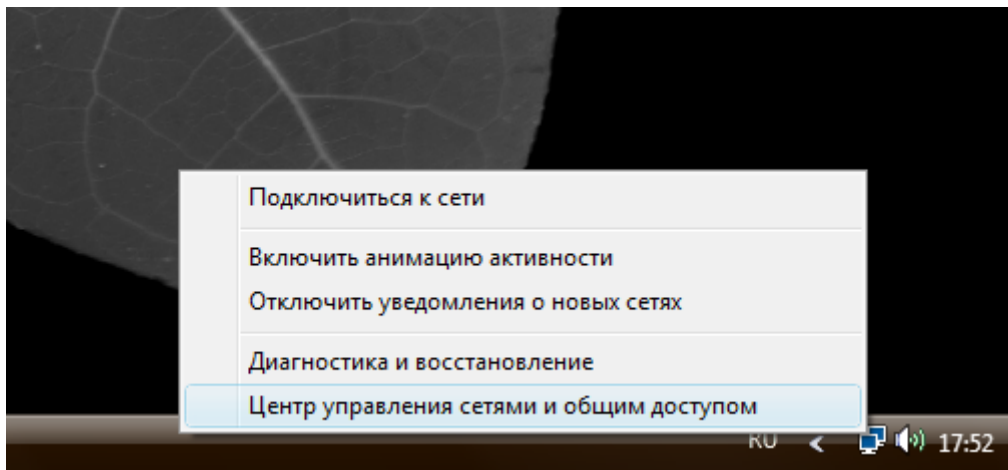 Подключиться к сети
Включить анимацию активности
Отключить уведомления о новых сетях
Диагностика и восстановление
Центр управления сетями и общим доступом
RU
17:52